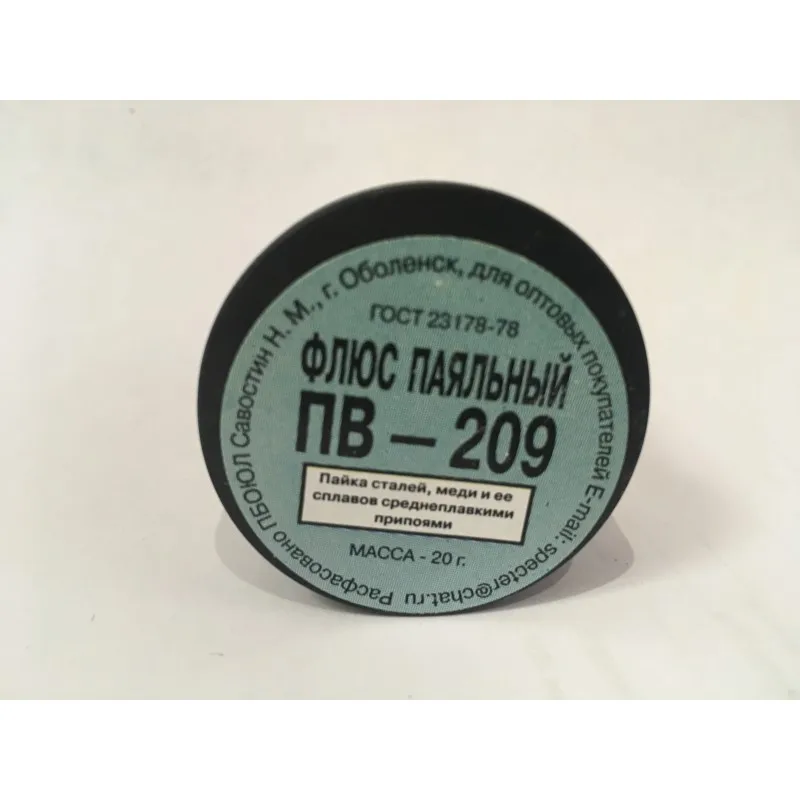 Расфасовано ПБОЮЛ Савостин Н. М., г. Оболенск, для оптовых покупателей E-mail: specter@chat.ru
ГОСТ 23178-78
ФЛЮС ПАЯЛЬНЫЙ
ПВ – 209
Пайка сталей, меди и ее
сплавов среднеплавкими
припоями
МАССА - 20 г.